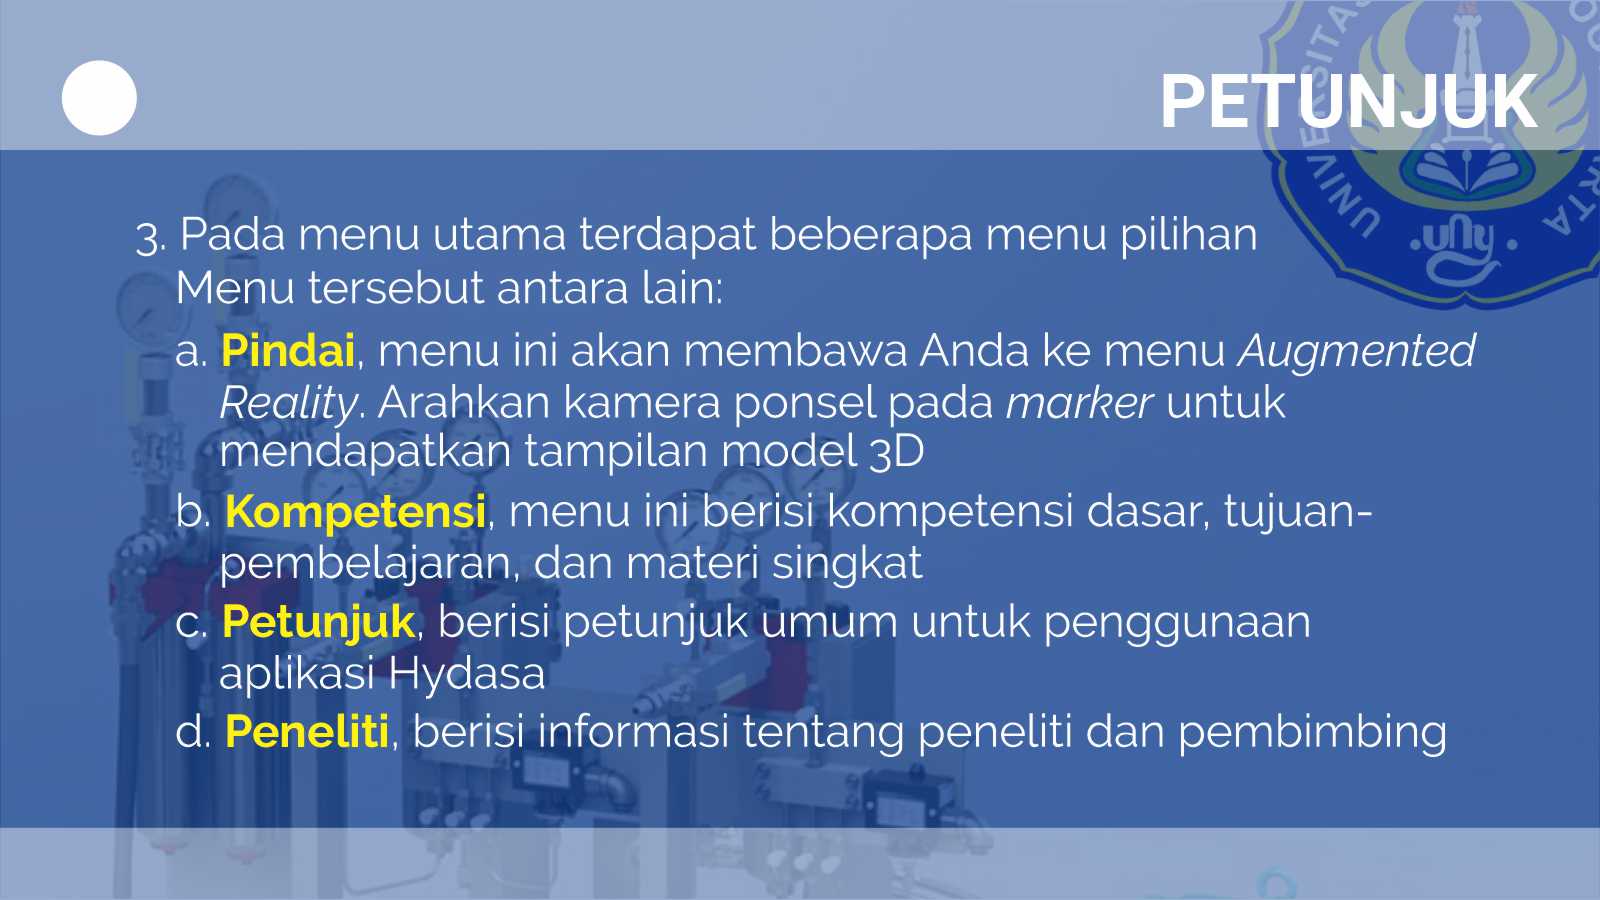 PETUNJUK
UNIVERSITAS
uny
3. Pada menu utama terdapat beberapa menu pilihan
Menu tersebut antara lain:
a. Pindai, menu ini akan membawa Anda ke menu Augmented
Reality. Arahkan kamera ponsel pada marker untuk
mendapatkan tampilan model 3D
b. Kompetensi, menu ini berisi kompetensi dasar, tujuan-
pembelajaran, dan materi singkat
c. Petunjuk, berisi petunjuk umum untuk penggunaan
aplikasi Hydasa
d. Peneliti, berisi informasi tentang peneliti dan pembimbing